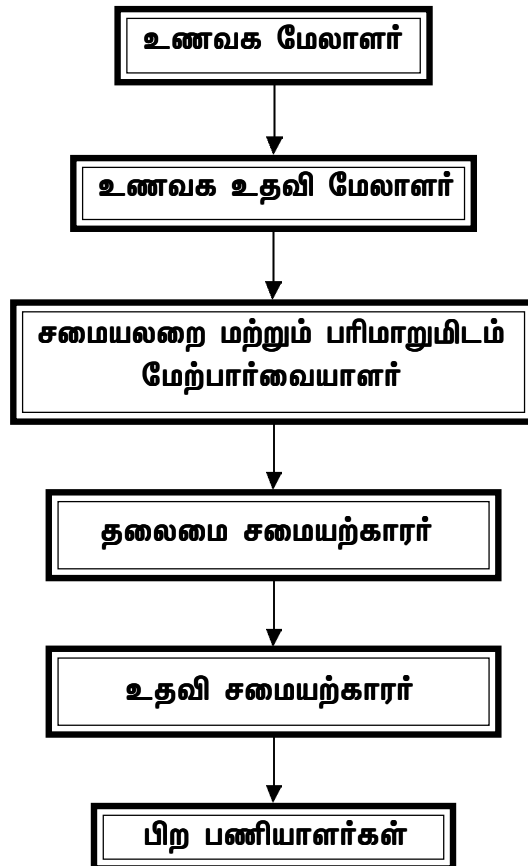 உணவக மேலாளர்
உணவக உதவி மேலாளர்
சமையலறை மற்றும் பரிமாறுமிடம்
மேற்பார்வையாளர்
தலைமை சமையற்காரர்
உதவி சமையற்காரர்
பிற பணியாளர்கள்